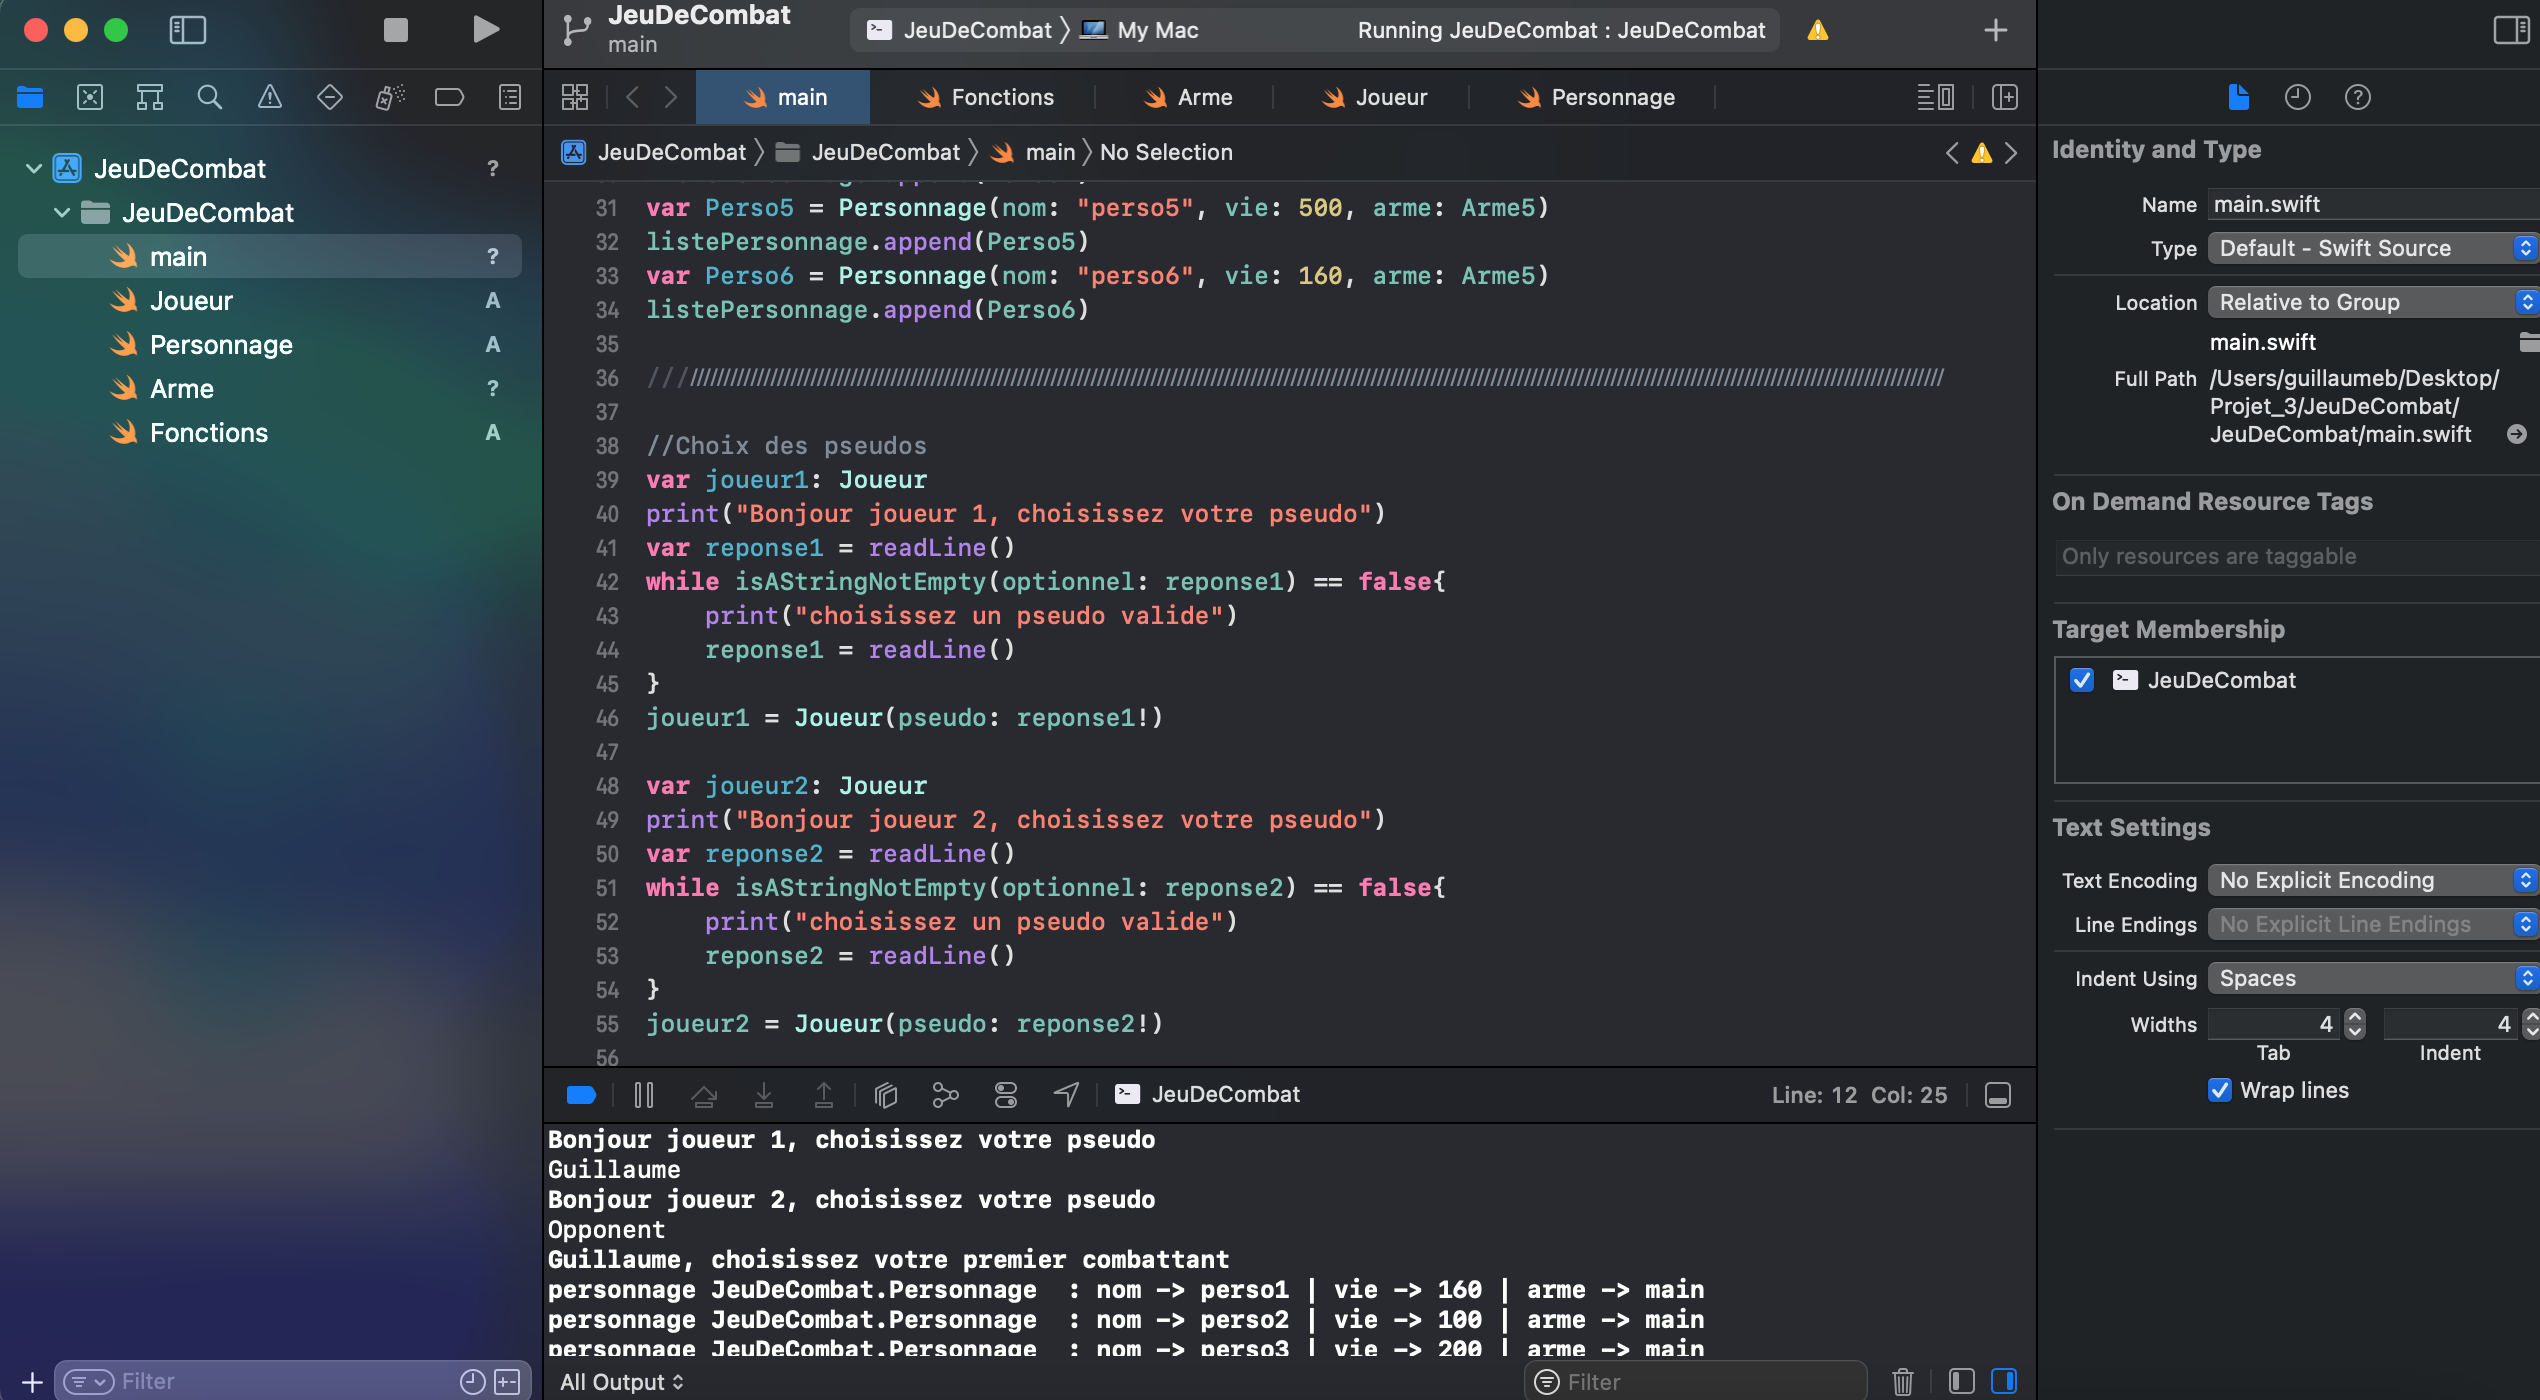 JeuDeCombat
main
JeuDeCombat 〉 My Mac
Running JeuDeCombat : JeuDeCombat
main
Fonctions
Arme
Joueur
Personnage
JeuDeCombat 〉 JeuDeCombat 〉 main 〉 No Selection
JeuDeCombat ?
JeuDeCombat
main ?
Joueur A
Personnage A
Arme ?
Fonctions A
Filter
31 var Perso5 = Personnage(nom: "perso5", vie: 500, arme: Arme5)
32 listePersonnage.append(Perso5)
33 var Perso6 = Personnage(nom: "perso6", vie: 160, arme: Arme5)
34 listePersonnage.append(Perso6)
35
36
37
38 //Choix des pseudos
39 var joueur1: Joueur
40 print("Bonjour joueur 1, choisissez votre pseudo")
41 var reponse1 = readLine()
42 while isAStringNotEmpty(optionnel: reponse1) == false{
43     print("choisissez un pseudo valide")
44     reponse1 = readLine()
45 }
46 joueur1 = Joueur(pseudo: reponse1!)
47
48 var joueur2: Joueur
49 print("Bonjour joueur 2, choisissez votre pseudo")
50 var reponse2 = readLine()
51 while isAStringNotEmpty(optionnel: reponse2) == false{
52     print("choisissez un pseudo valide")
53     reponse2 = readLine()
54 }
55 joueur2 = Joueur(pseudo: reponse2!)
56
JeuDeCombat
Line: 12 Col: 25
Bonjour joueur 1, choisissez votre pseudo
Guillaume
Bonjour joueur 2, choisissez votre pseudo
Opponent
Guillaume, choisissez votre premier combattant
personnage JeuDeCombat.Personnage  : nom -> perso1 | vie -> 160 | arme -> main
personnage JeuDeCombat.Personnage  : nom -> perso2 | vie -> 100 | arme -> main
personnage JeuDeCombat.Personnage  : nom -> perso3 | vie -> 200 | arme -> main
All Output
Filter
Identity and Type
Name main.swift
Type Default - Swift Source
Location Relative to Group
main.swift
Full Path /Users/guillaumeb/Desktop/
Projet_3/JeuDeCombat/
JeuDeCombat/main.swift
On Demand Resource Tags
Only resources are taggable
Target Membership
JeuDeCombat
Text Settings
Text Encoding No Explicit Encoding
Line Endings No Explicit Line Endings
Indent Using Spaces
Widths 4 4
Tab Indent
Wrap lines